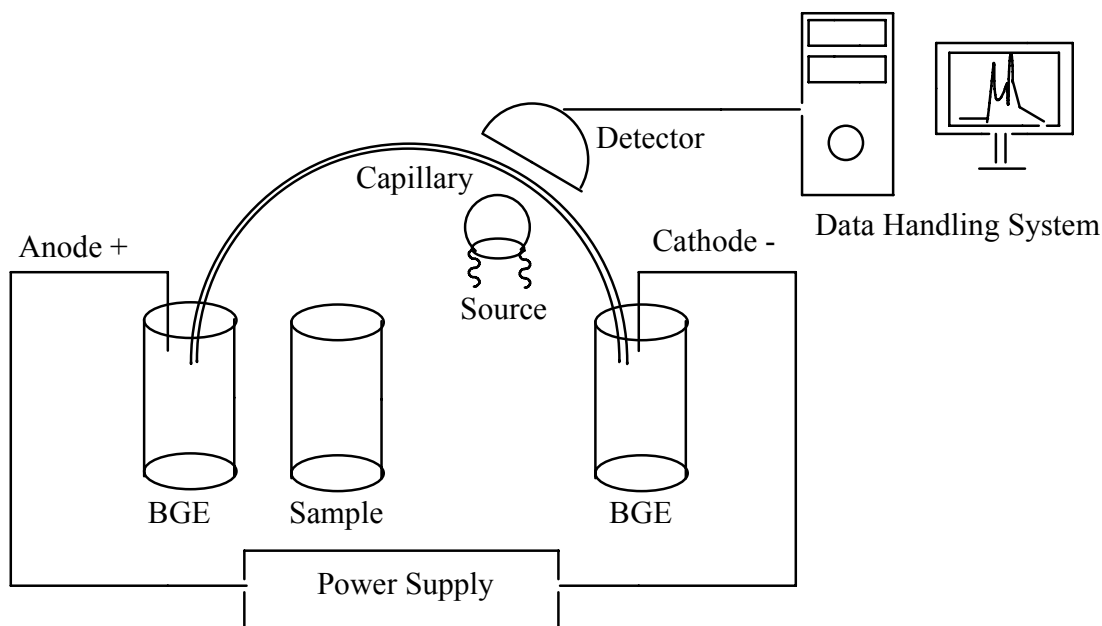 Detector
Capillary
Data Handling System
Anode +
Cathode -
Source
BGE
Sample
BGE
Power Supply